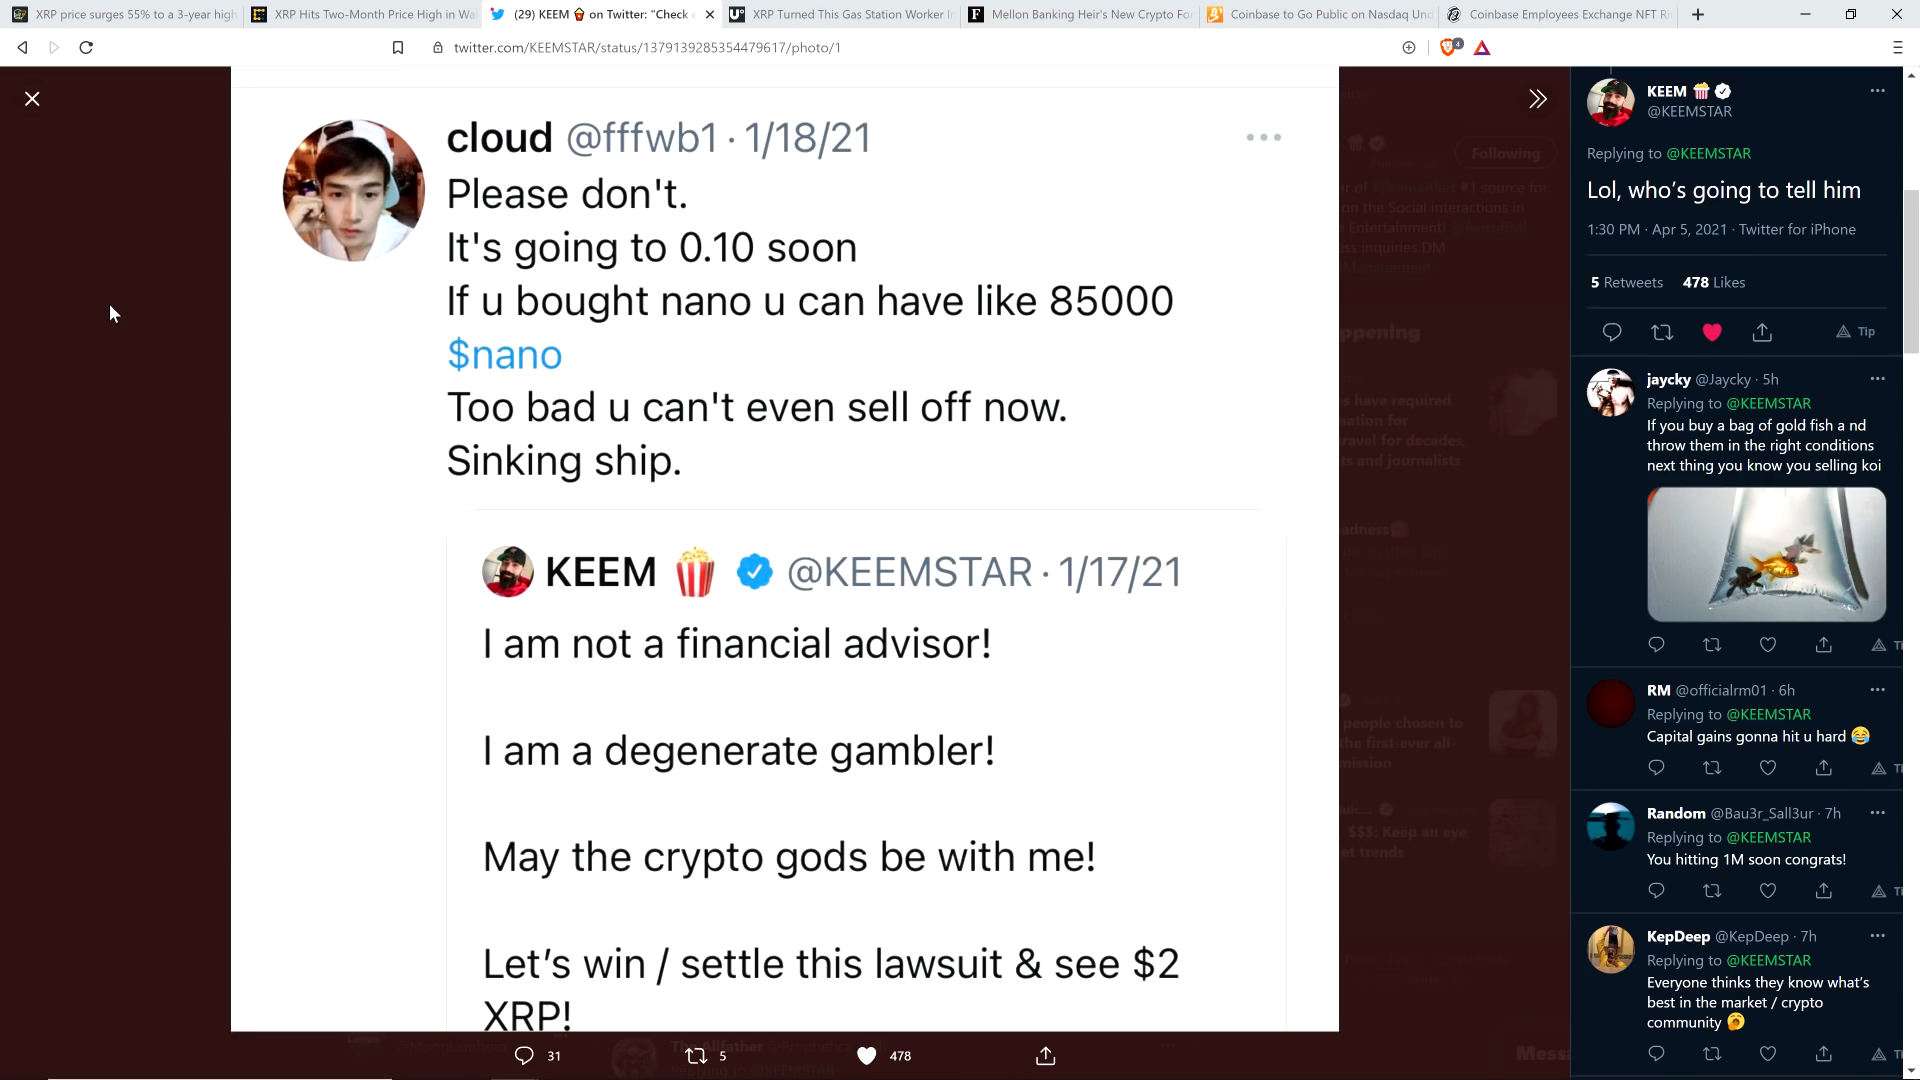 XRP price surges 55% to a 3-year high
XRP Hits Two-Month Price High in Wa
(29) KEEM 🍿 on Twitter: "Check
XRP Turned This Gas Station Worker
Mellon Banking Heir's New Crypto For
Coinbase to Go Public on Nasdaq Und
Coinbase Employees Exchange NFT Ri
twitter.com/KEEMSTAR/status/1379139285354479617/photo/1
4
cloud @fffwb1 · 1/18/21
Please don't.
It's going to 0.10 soon
If u bought nano u can have like 85000
$nano
Too bad u can't even sell off now.
Sinking ship.
KEEM 🍿 @KEEMSTAR · 1/17/21
I am not a financial advisor!
I am a degenerate gambler!
May the crypto gods be with me!
Let's win / settle this lawsuit & see $2
XRP!
31
5
478
Following
KEEM 🍿
@KEEMSTAR
Replying to @KEEMSTAR
Lol, who's going to tell him
1:30 PM · Apr 5, 2021 · Twitter for iPhone
5 Retweets 478 Likes
Tip
jaycky @Jaycky · 5h
Replying to @KEEMSTAR
If you buy a bag of gold fish a nd
throw them in the right conditions
next thing you know you selling koi
RM @officialrm01 · 6h
Replying to @KEEMSTAR
Capital gains gonna hit u hard 😂
Random @Bau3r_Sall3ur · 7h
Replying to @KEEMSTAR
You hitting 1M soon congrats!
KepDeep @KepDeep · 7h
Replying to @KEEMSTAR
Everyone thinks they know what's
best in the market / crypto
community 🥱